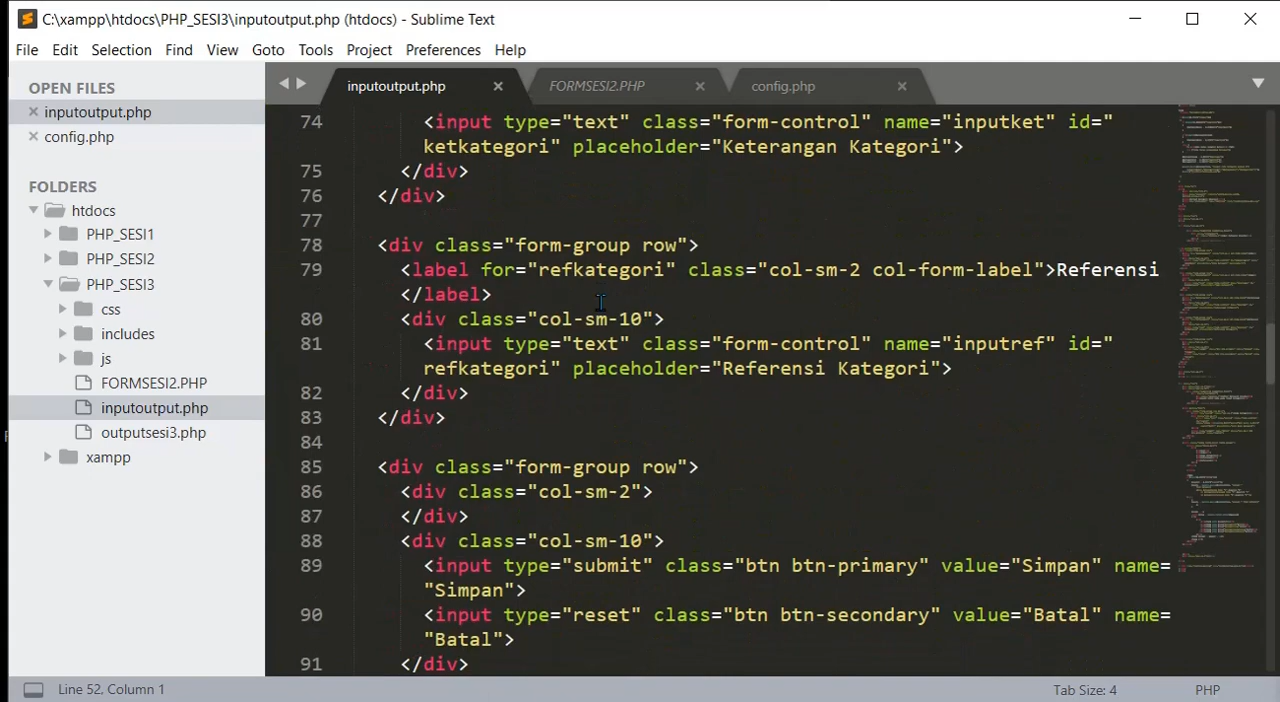 C:\xampp\htdocs\PHP_SESI3\inputoutput.php (htdocs) - Sublime Text
File Edit Selection Find View Goto Tools Project Preferences Help
OPEN FILES
inputoutput.php
config.php
FOLDERS
htdocs
PHP_SESI1
PHP_SESI2
PHP_SESI3
css
includes
js
FORMSESI2.PHP
inputoutput.php
outputsesi3.php
xampp
inputoutput.php FORMSESI2.PHP config.php
74 <input type="text" class="form-control" name="inputket" id="
ketkategori" placeholder="Keterangan Kategori">
75 </div>
76 </div>
77
78 <div class="form-group row">
79 <label for="refkategori" class="col-sm-2 col-form-label">Referensi
</label>
80 <div class="col-sm-10">
81 <input type="text" class="form-control" name="inputref" id="
refkategori" placeholder="Referensi Kategori">
82 </div>
83 </div>
84
85 <div class="form-group row">
86 <div class="col-sm-2">
87 </div>
88 <div class="col-sm-10">
89 <input type="submit" class="btn btn-primary" value="Simpan" name=
"Simpan">
90 <input type="reset" class="btn btn-secondary" value="Batal" name=
"Batal">
91 </div>
Line 52, Column 1 Tab Size: 4 PHP